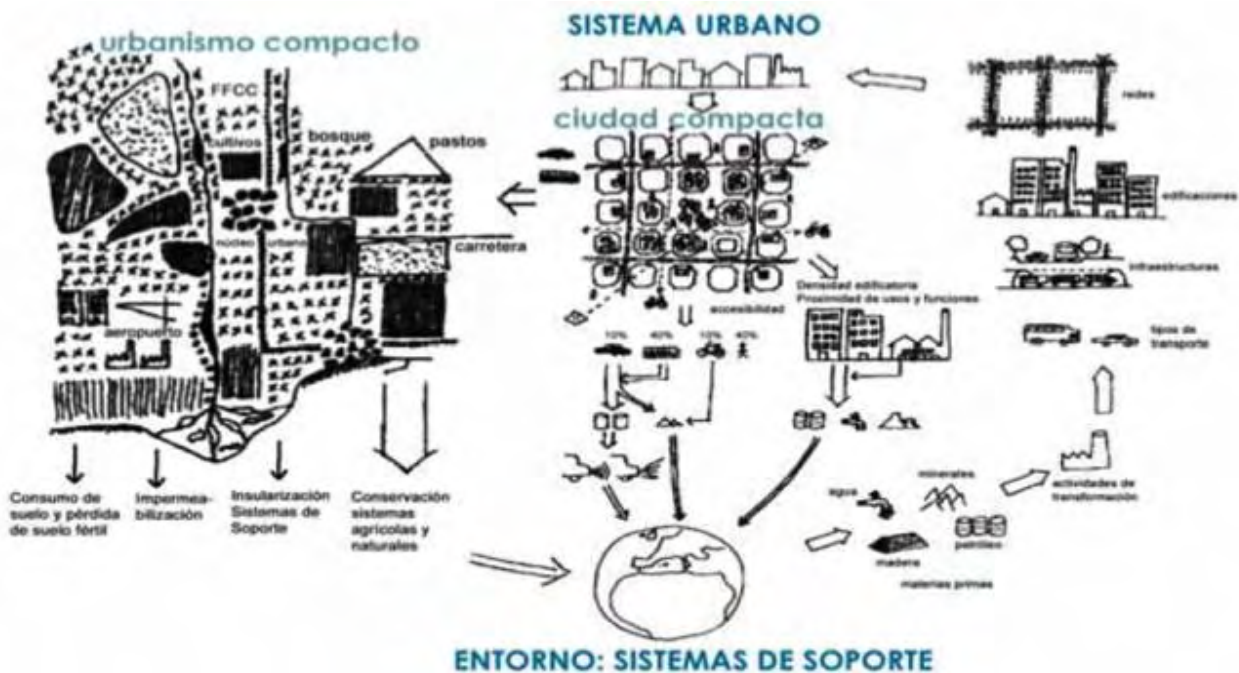 SISTEMA URBANO
urbanismo compacto
FFCC
cultivos
bosque
pastos
núcleo urbano
carretera
aeropuerto
Consumo de
suelo y pérdida
de suelo fértil
Impermea-
bilización
Insularización
Sistemas de
Soporte
Conservación
sistemas
agrícolas y
naturales
ciudad compacta
accesibilidad
10% 40% 10% 40%
Densidad edificatoria
Proximidad de usos y funciones
redes
edificaciones
infraestructuras
tipos de
transporte
actividades de
transformación
minerales
agua
petróleo
madera
materias primas
ENTORNO: SISTEMAS DE SOPORTE